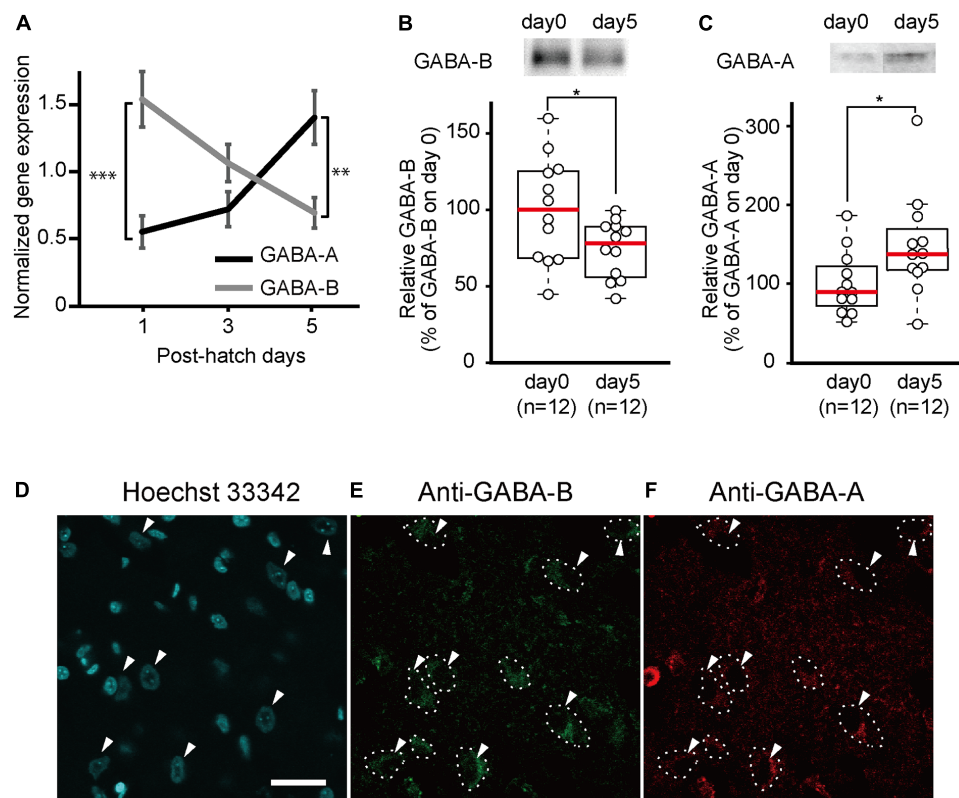 A
Normalized gene expression
1.5
1.0
0.5
0
***
**
GABA-A
GABA-B
1
3
5
Post-hatch days
B
day0
day5
GABA-B
*
Relative GABA-B
(% of GABA-B on day 0)
150
100
50
0
day0
(n=12)
day5
(n=12)
C
day0
day5
GABA-A
*
Relative GABA-A
(% of GABA-A on day 0)
300
200
100
0
day0
(n=12)
day5
(n=12)
D
Hoechst 33342
E
Anti-GABA-B
F
Anti-GABA-A